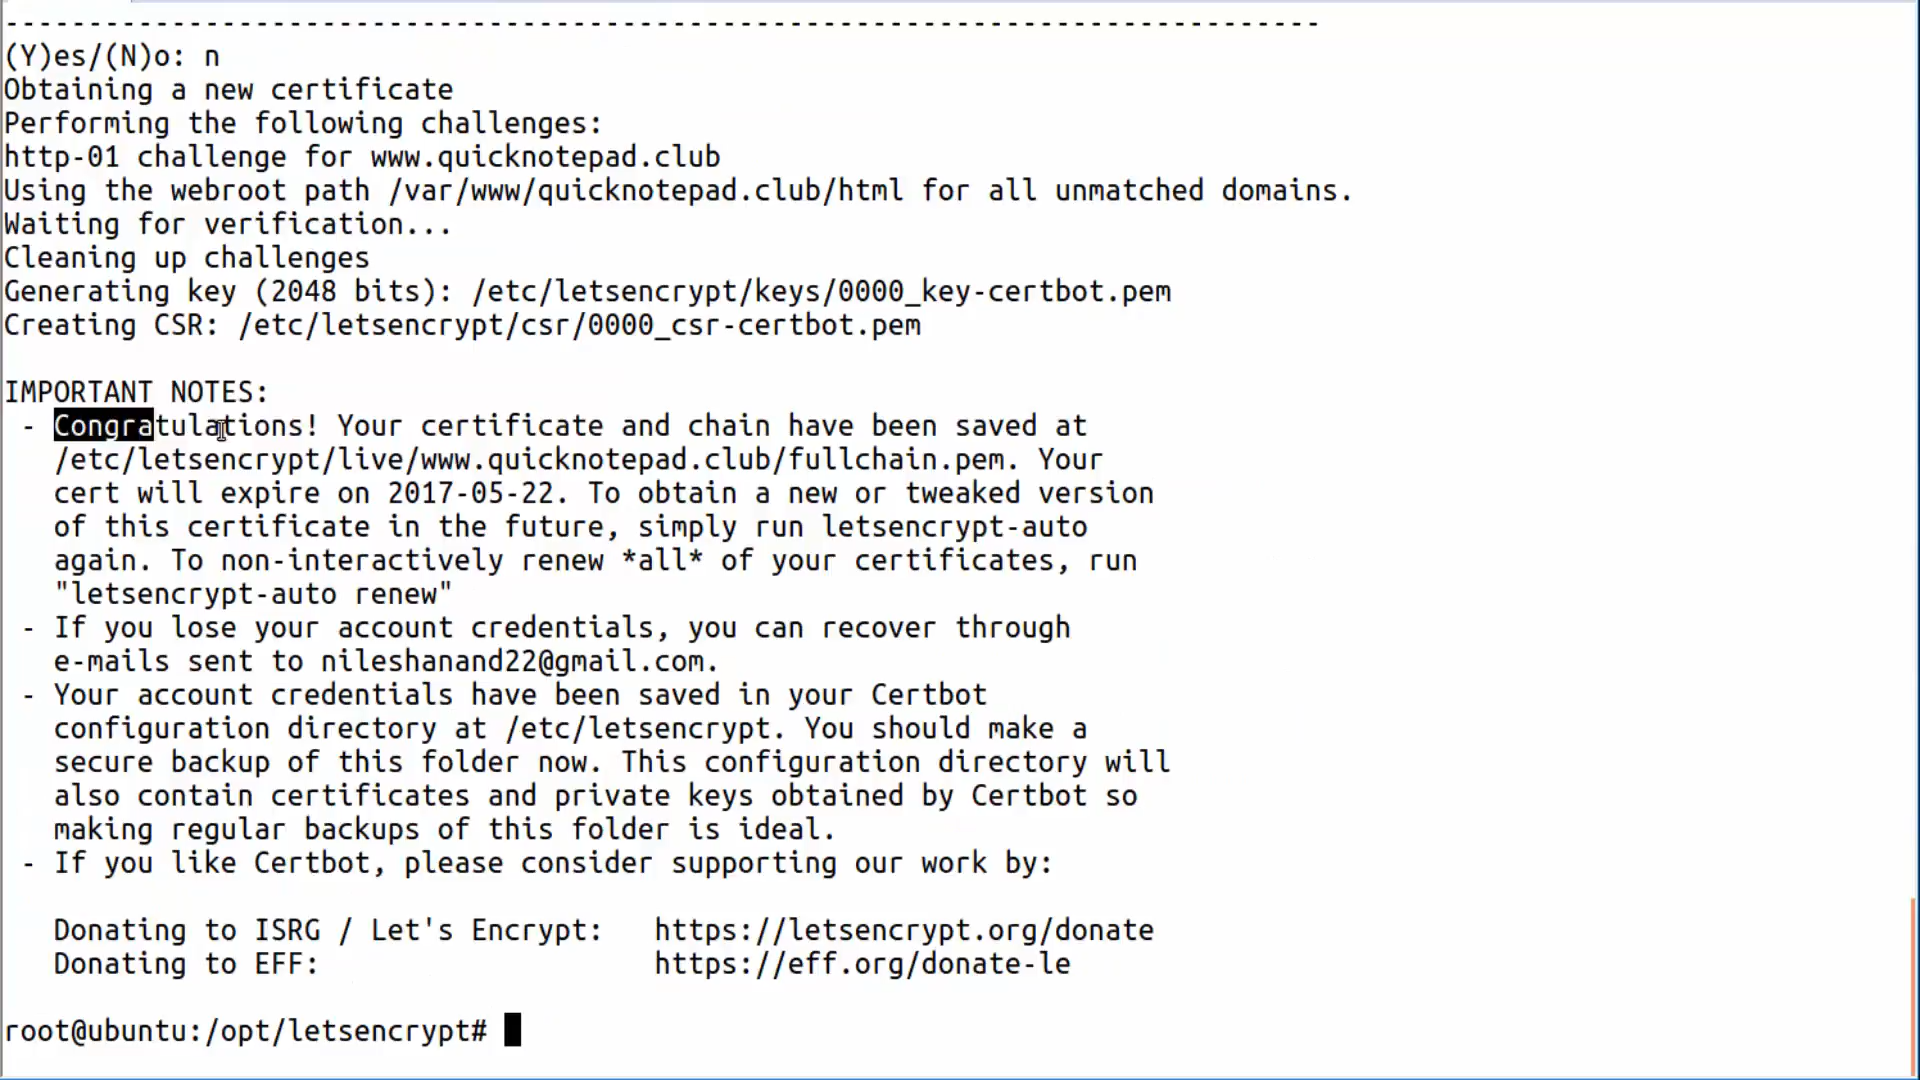 --------------------------------------------------------------------------------
(Y)es/(N)o: n
Obtaining a new certificate
Performing the following challenges:
http-01 challenge for www.quicknotepad.club
Using the webroot path /var/www/quicknotepad.club/html for all unmatched domains.
Waiting for verification...
Cleaning up challenges
Generating key (2048 bits): /etc/letsencrypt/keys/0000_key-certbot.pem
Creating CSR: /etc/letsencrypt/csr/0000_csr-certbot.pem
IMPORTANT NOTES:
- Congratulations! Your certificate and chain have been saved at
/etc/letsencrypt/live/www.quicknotepad.club/fullchain.pem. Your
cert will expire on 2017-05-22. To obtain a new or tweaked version
of this certificate in the future, simply run letsencrypt-auto
again. To non-interactively renew *all* of your certificates, run
"letsencrypt-auto renew"
- If you lose your account credentials, you can recover through
e-mails sent to nileshanand22@gmail.com.
- Your account credentials have been saved in your Certbot
configuration directory at /etc/letsencrypt. You should make a
secure backup of this folder now. This configuration directory will
also contain certificates and private keys obtained by Certbot so
making regular backups of this folder is ideal.
- If you like Certbot, please consider supporting our work by:
Donating to ISRG / Let's Encrypt:   https://letsencrypt.org/donate
Donating to EFF:                    https://eff.org/donate-le
root@ubuntu:/opt/letsencrypt#